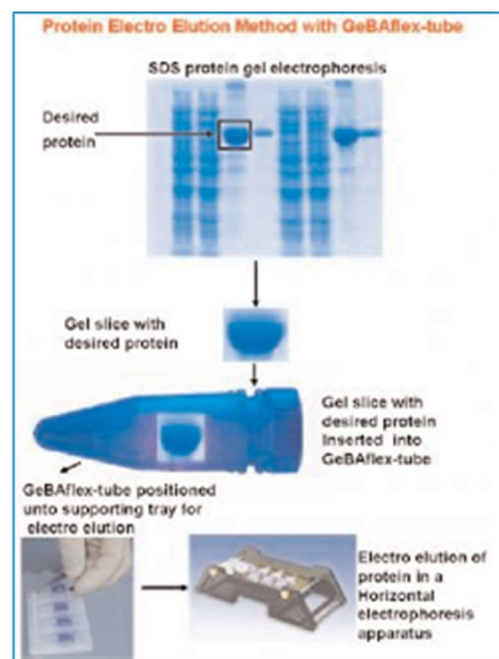 Protein Electro Elution Method with GeBAflex-tube
SDS protein gel electrophoresis
Desired
protein
Gel slice with
desired protein
Gel slice with
desired protein
Inserted into
GeBAflex-tube
GeBAflex-tube positioned
unto supporting tray for
electro elution
Electro elution of
protein in a
Horizontal
electrophoresis
apparatus